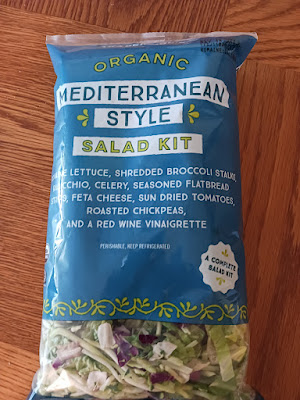 ORGANIC
MEDITERRANEAN
STYLE
SALAD KIT
LETTUCE, SHREDDED BROCCOLI STALKS,
CELERY, SEASONED FLATBREAD
FETA CHEESE, SUN DRIED TOMATOES,
ROASTED CHICKPEAS,
AND A RED WINE VINAIGRETTE
PERISHABLE, KEEP REFRIGERATED
A COMPLETE
SALAD KIT